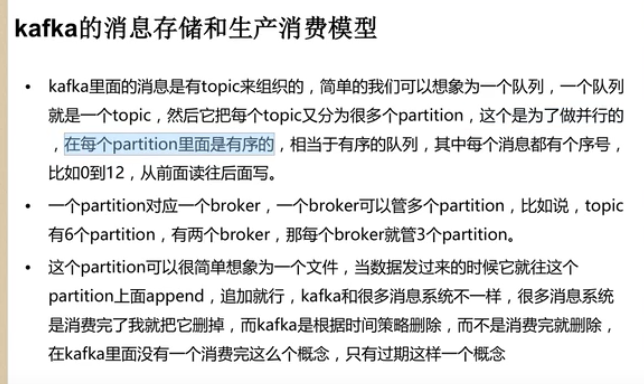 kafka的消息存储和生产消费模型
• kafka里面的消息是有topic来组织的，简单的我们可以想象为一个队列，一个队列
就是一个topic，然后它把每个topic又分为很多个partition，这个是为了做并行的
，在每个partition里面是有序的，相当于有序的队列，其中每个消息都有个序号，
比如0到12，从前面读往后面写。
• 一个partition对应一个broker，一个broker可以管多个partition，比如说，topic
有6个partition，有两个broker，那每个broker就管3个partition。
• 这个partition可以很简单想象为一个文件，当数据发过来的时候它就往这个
partition上面append，追加就行，kafka和很多消息系统不一样，很多消息系统
是消费完了我就把它删掉，而kafka是根据时间策略删除，而不是消费完就删除，
在kafka里面没有一个消费完这么个概念，只有过期这样一个概念